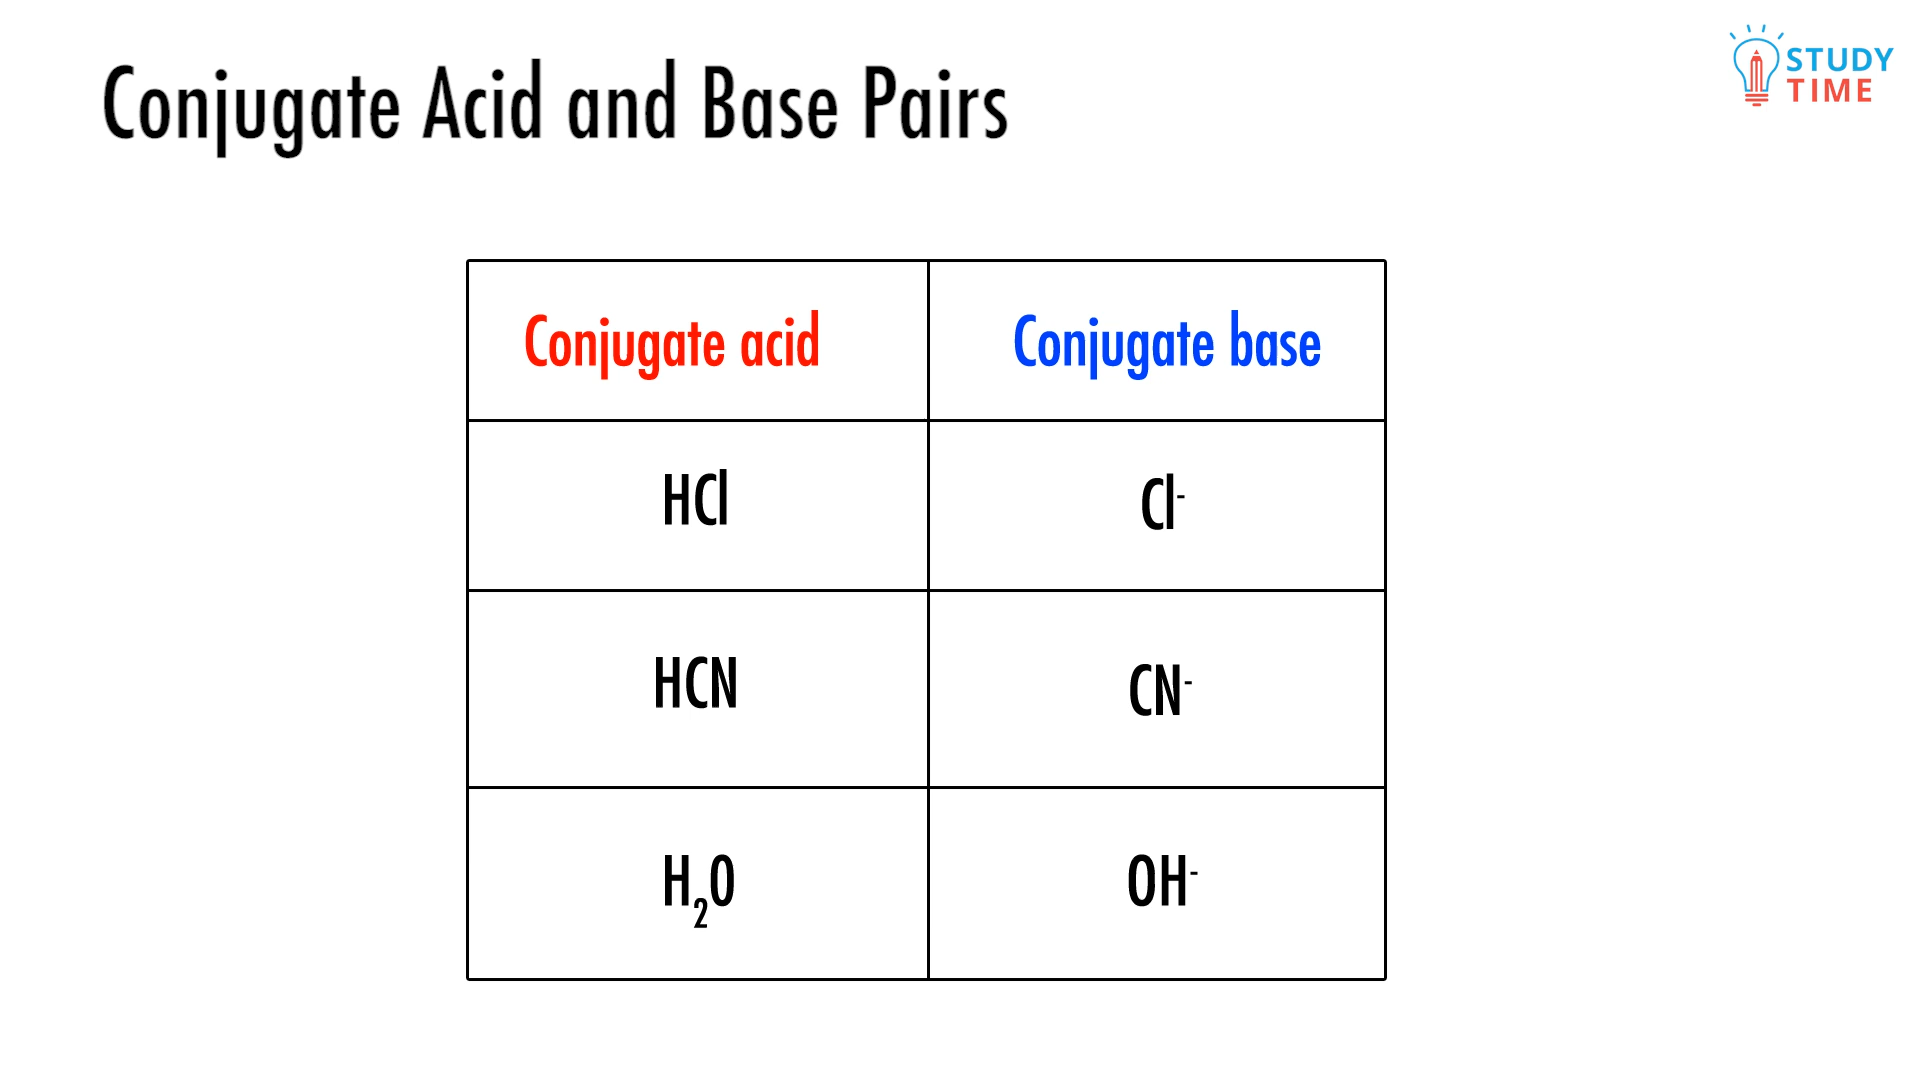 Conjugate Acid and Base Pairs
STUDY
TIME
Conjugate acid Conjugate base
HCl Cl⁻
HCN CN⁻
H₂O OH⁻